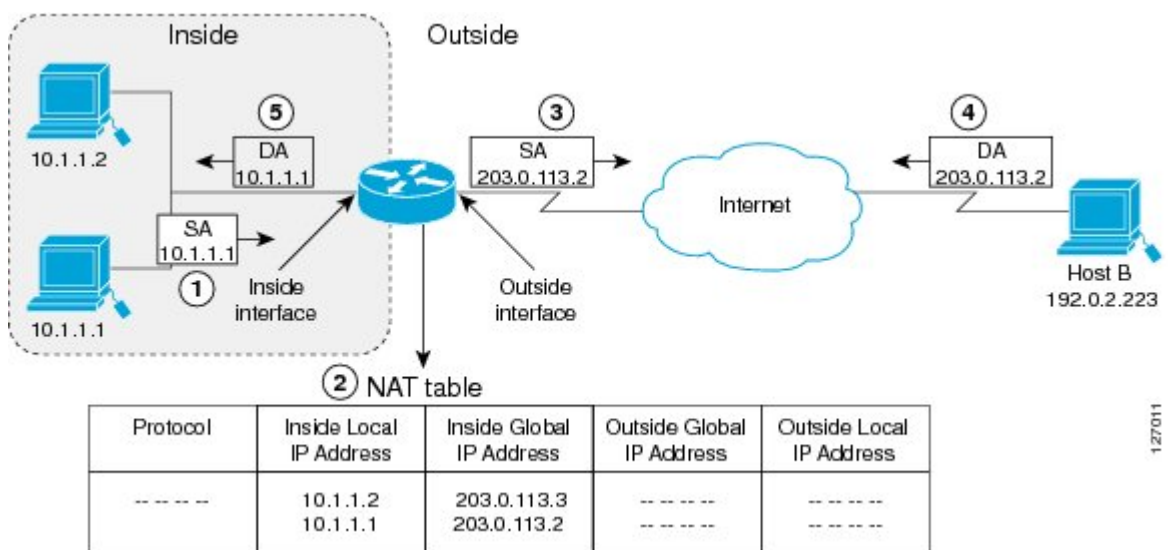 Inside
Outside
5
3
4
DA
10.1.1.1
SA
203.0.113.2
DA
203.0.113.2
10.1.1.2
Internet
SA
10.1.1.1
1
Inside
interface
Outside
interface
Host B
192.0.2.223
10.1.1.1
2 NAT table
Protocol
Inside Local
IP Address
Inside Global
IP Address
Outside Global
IP Address
Outside Local
IP Address
-- -- -- -- 10.1.1.2 203.0.113.3 -- -- -- -- -- -- -- --
10.1.1.1 203.0.113.2 -- -- -- -- -- -- -- --
127011